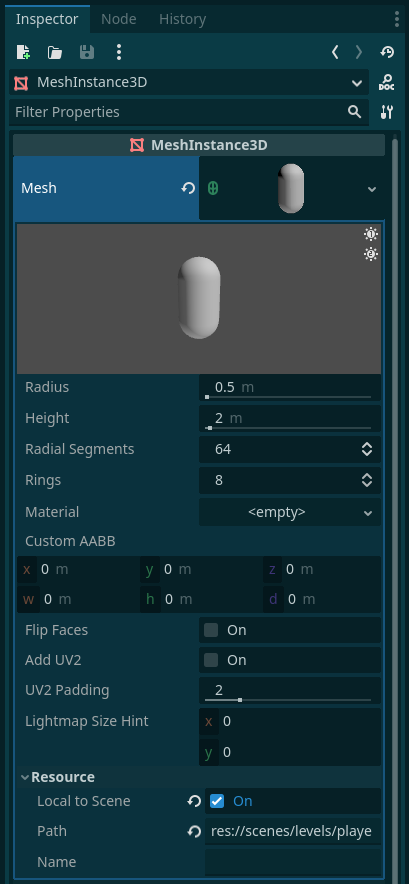 Inspector Node History
MeshInstance3D
DOC
Filter Properties
MeshInstance3D
Mesh
Radius 0.5 m
Height 2 m
Radial Segments 64
Rings 8
Material <empty>
Custom AABB
x 0 m y 0 m z 0 m
w 0 m h 0 m d 0 m
Flip Faces On
Add UV2 On
UV2 Padding 2
Lightmap Size Hint x 0
y 0
Resource
Local to Scene On
Path res://scenes/levels/playe
Name